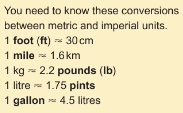 You need to know these conversions
between metric and imperial units.
1 foot (ft) ≈ 30 cm
1 mile ≈ 1.6 km
1 kg ≈ 2.2 pounds (lb)
1 litre ≈ 1.75 pints
1 gallon ≈ 4.5 litres